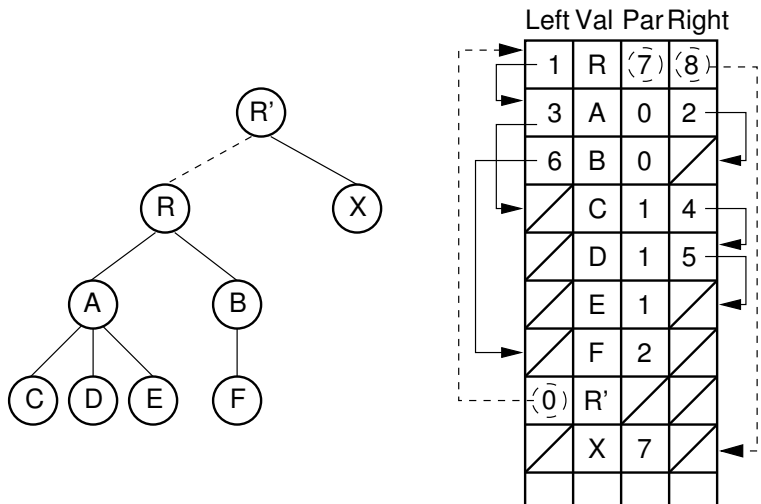 R'
R X
A B
C D E F
Left Val Par Right
1 R 7 8
3 A 0 2
6 B 0
C 1 4
D 1 5
E 1
F 2
0 R'
X 7